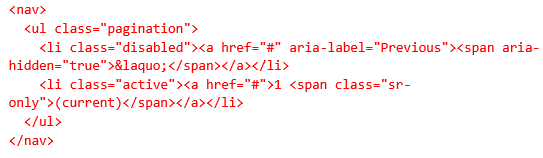 <nav>
  <ul class="pagination">
    <li class="disabled"><a href="#" aria-label="Previous"><span aria-
hidden="true">&laquo;</span></a></li>
    <li class="active"><a href="#">1 <span class="sr-
only">(current)</span></a></li>
  </ul>
</nav>